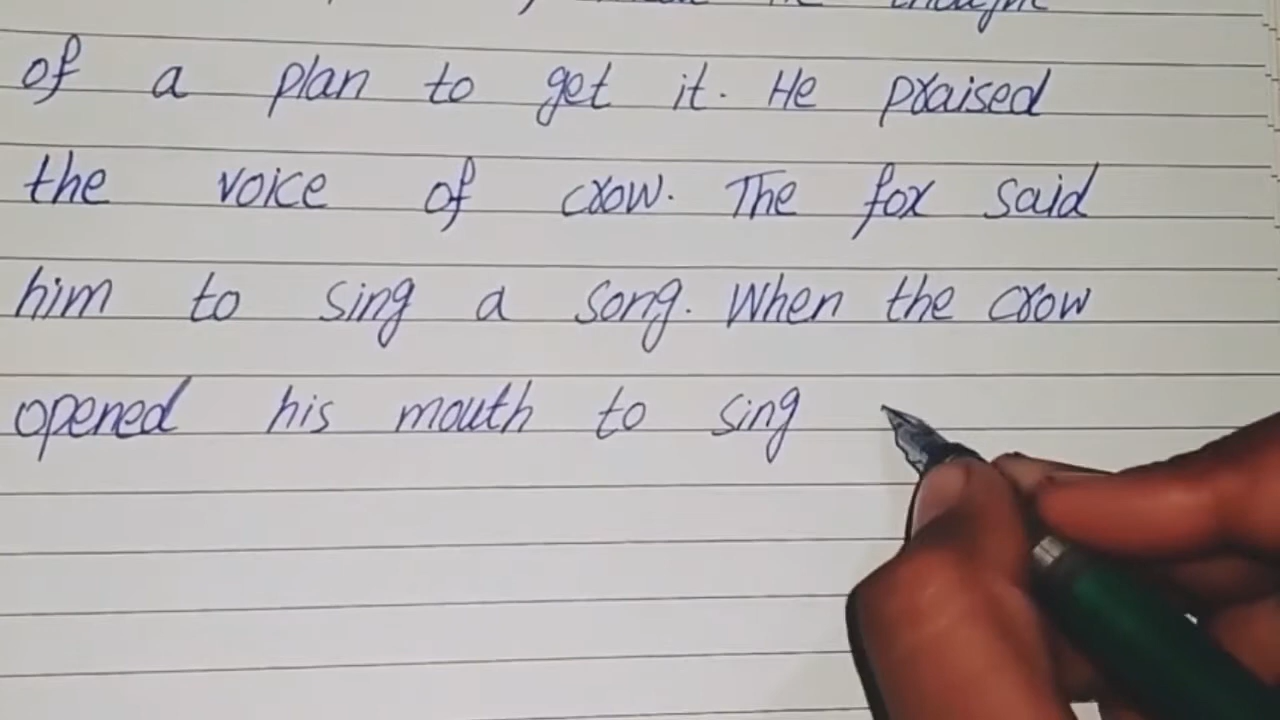 thought
of a plan to get it. He praised
the voice of crow. The fox said
him to sing a song. When the crow
opened his mouth to sing